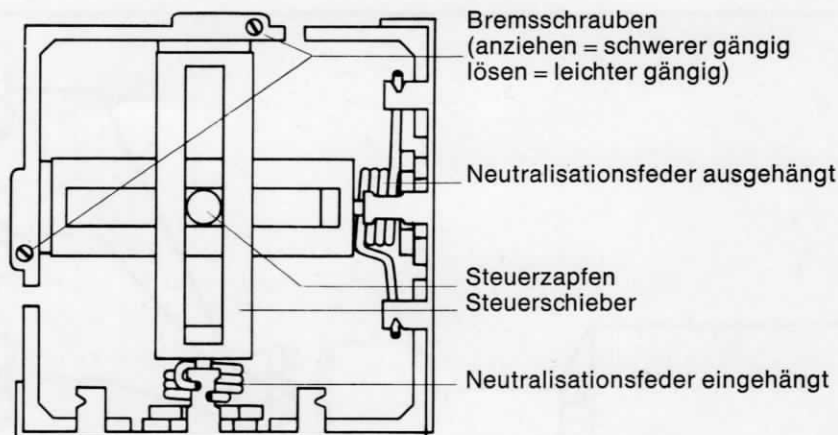 Bremsschrauben
(anziehen = schwerer gängig
lösen = leichter gängig)
Neutralisationsfeder ausgehängt
Steuerzapfen
Steuerschieber
Neutralisationsfeder eingehängt